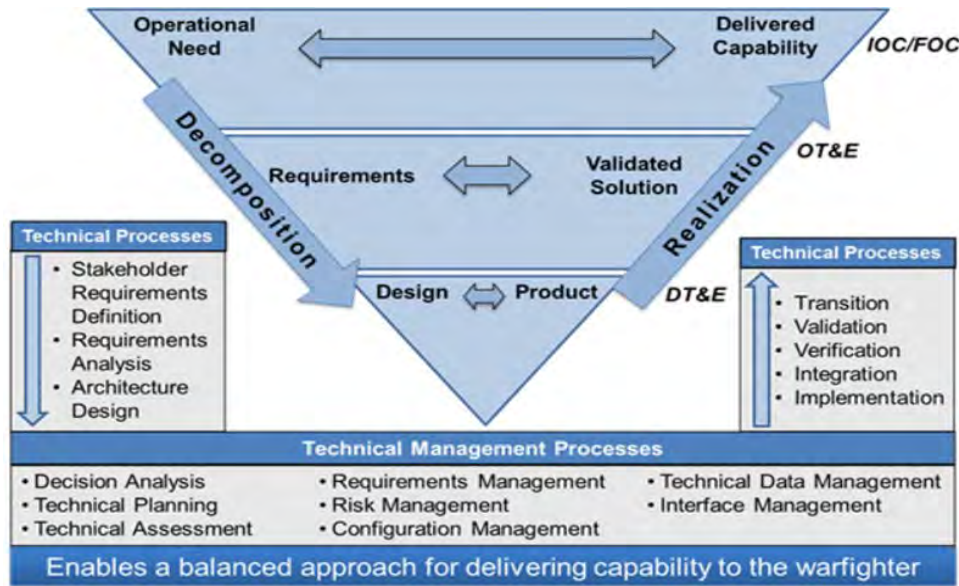 Operational
Need
Delivered
Capability
IOC/FOC
Decomposition
Realization
OT&E
Requirements
Validated
Solution
Technical Processes
• Stakeholder
Requirements
Definition
• Requirements
Analysis
• Architecture
Design
Design
Product
DT&E
Technical Processes
• Transition
• Validation
• Verification
• Integration
• Implementation
Technical Management Processes
• Decision Analysis
• Technical Planning
• Technical Assessment
• Requirements Management
• Risk Management
• Configuration Management
• Technical Data Management
• Interface Management
Enables a balanced approach for delivering capability to the warfighter